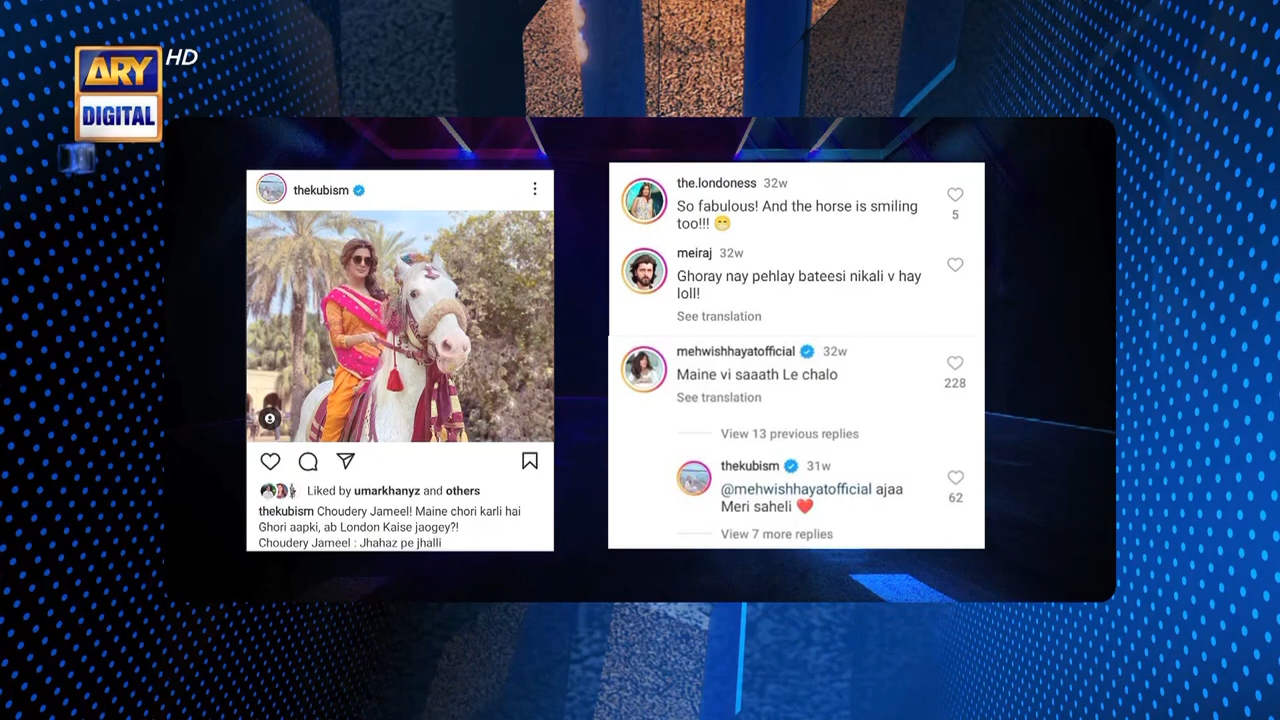 ARY
HD
DIGITAL
thekubism
Liked by umarkhanyz and others
thekubism Choudery Jameel! Maine chori karli hai
Ghori aapki, ab London Kaise jaogey?!
Choudery Jameel : Jhahaz pe jhalli
the.londoness 32w
So fabulous! And the horse is smiling
too!!! 😁
5
meiraj 32w
Ghoray nay pehlay bateesi nikali v hay
loll!
See translation
mehwishhayatofficial 32w
Maine vi saaath Le chalo
228
See translation
View 13 previous replies
thekubism 31w
@mehwishhayatofficial ajaa
Meri saheli ❤️
62
View 7 more replies